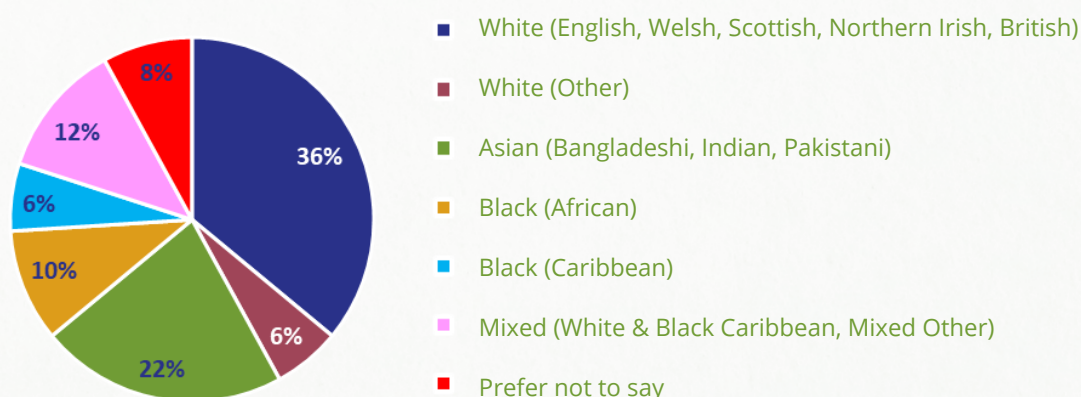 White (English, Welsh, Scottish, Northern Irish, British)
8%
White (Other)
12%
36%
Asian (Bangladeshi, Indian, Pakistani)
6%
Black (African)
10%
Black (Caribbean)
6%
Mixed (White & Black Caribbean, Mixed Other)
22%
Prefer not to say